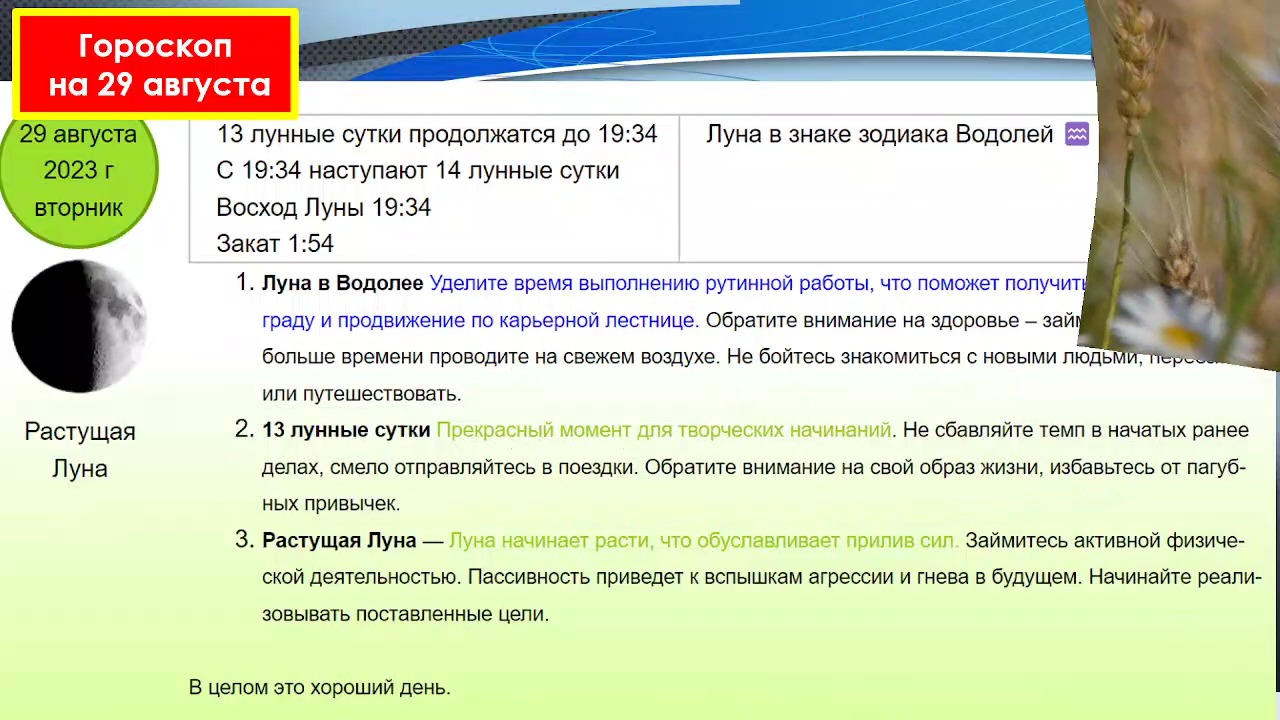 Гороскоп
на 29 августа
29 августа
2023 г
вторник
13 лунные сутки продолжатся до 19:34
С 19:34 наступают 14 лунные сутки
Восход Луны 19:34
Закат 1:54
Луна в знаке зодиака Водолей ♒
Растущая
Луна
1. Луна в Водолее Уделите время выполнению рутинной работы, что поможет получить
граду и продвижение по карьерной лестнице. Обратите внимание на здоровье –
больше времени проводите на свежем воздухе. Не бойтесь знакомиться с новыми людьми,
или путешествовать.
2. 13 лунные сутки Прекрасный момент для творческих начинаний. Не сбавляйте темп в начатых ранее
делах, смело отправляйтесь в поездки. Обратите внимание на свой образ жизни, избавьтесь от пагуб-
ных привычек.
3. Растущая Луна — Луна начинает расти, что обуславливает прилив сил. Займитесь активной физиче-
ской деятельностью. Пассивность приведет к вспышкам агрессии и гнева в будущем. Начинайте реали-
зовывать поставленные цели.
В целом это хороший день.